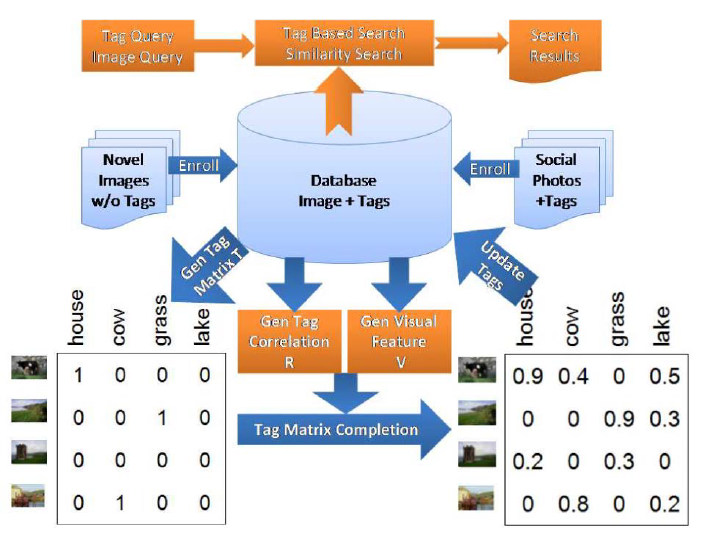 Tag Query
Image Query
Tag Based Search
Similarity Search
Search
Results
Novel
Images
w/o Tags
Enroll
Database
Image + Tags
Enroll
Social
Photos
+Tags
Gen Tag
Matrix T
Update
Tags
Gen Tag
Correlation
R
Gen Visual
Feature
V
Tag Matrix Completion
house cow grass lake
1 0 0 0
0 0 1 0
0 0 0 0
0 1 0 0
house cow grass lake
0.9 0.4 0 0.5
0 0 0.9 0.3
0.2 0 0.3 0
0 0.8 0 0.2